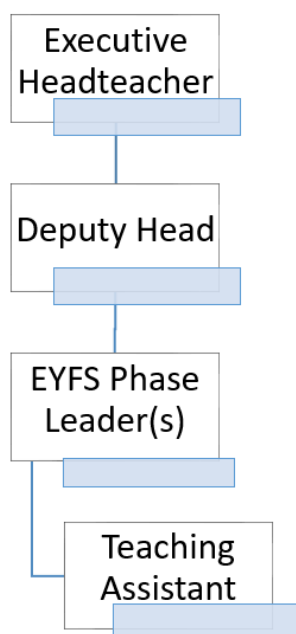 Executive
Headteacher
Deputy Head
EYFS Phase
Leader(s)
Teaching
Assistant